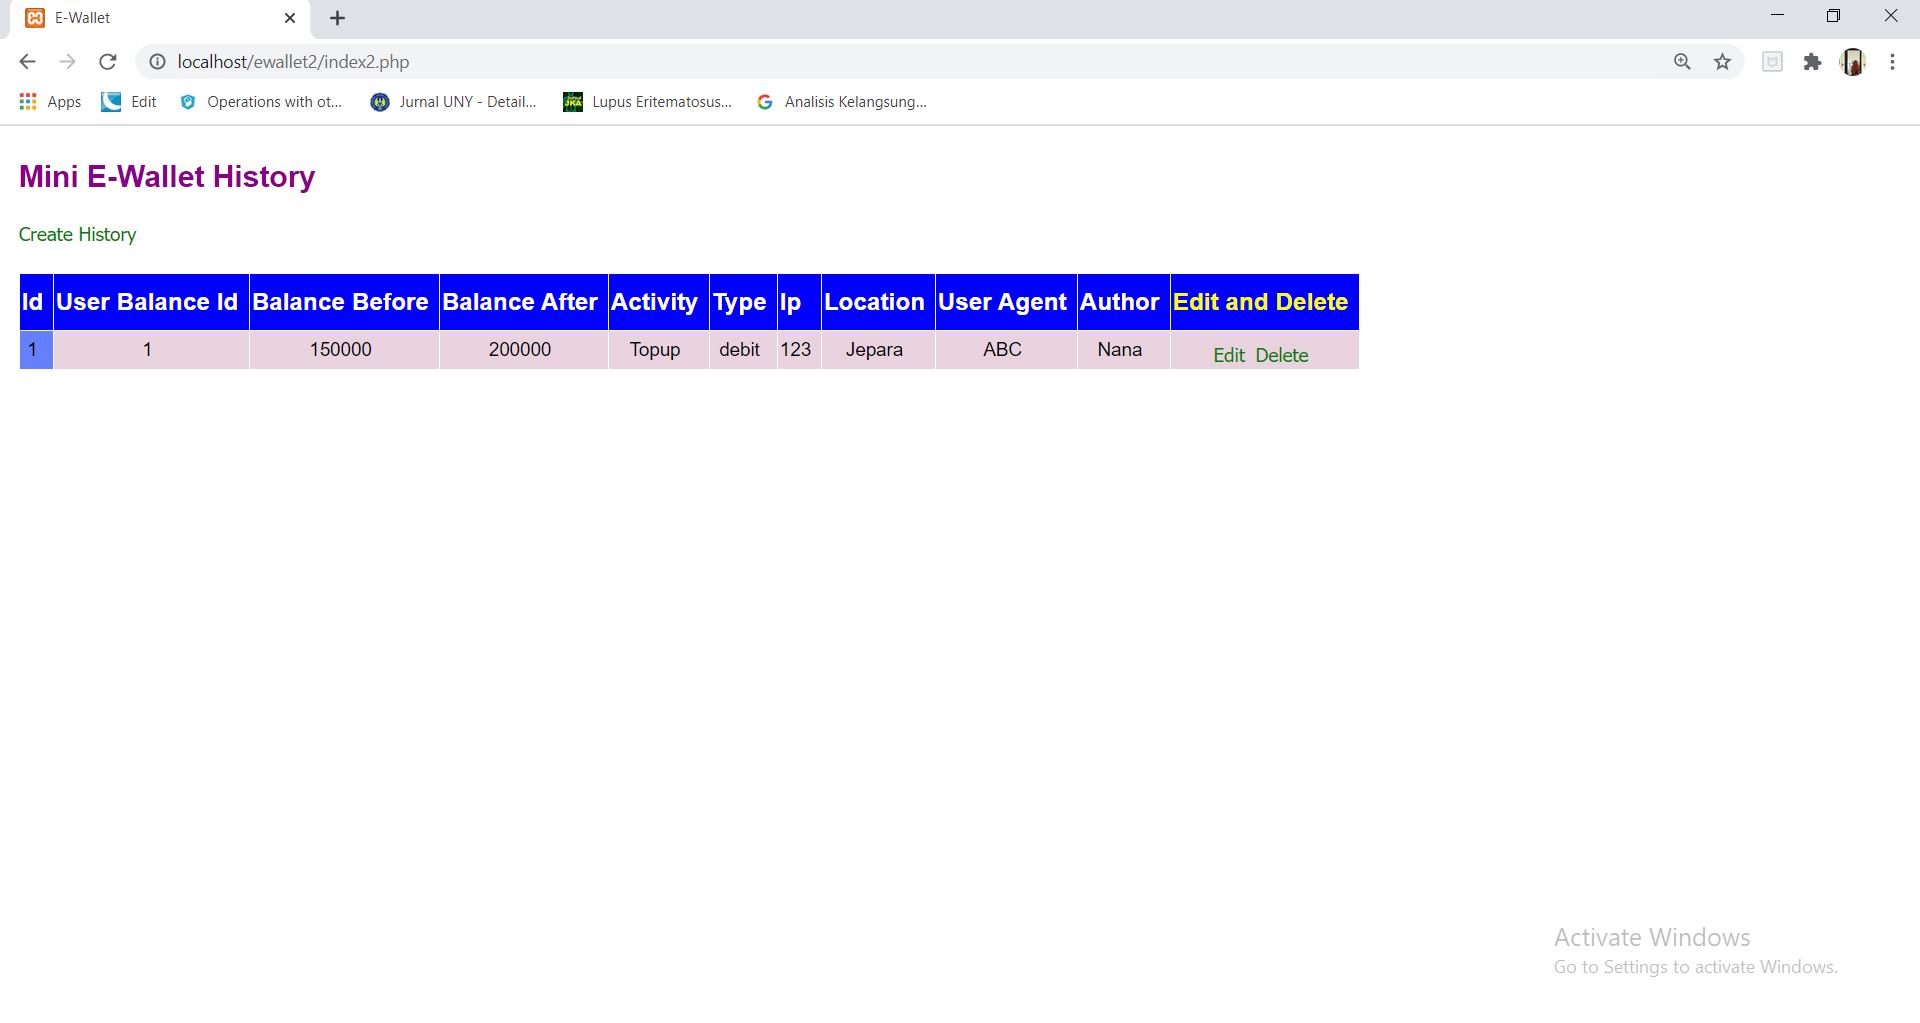 E-Wallet
localhost/ewallet2/index2.php
Apps Edit Operations with ot... Jurnal UNY - Detail... Lupus Eritematosus... Analisis Kelangsung...
Mini E-Wallet History
Create History
Id User Balance Id Balance Before Balance After Activity Type Ip Location User Agent Author Edit and Delete
1 1 150000 200000 Topup debit 123 Jepara ABC Nana Edit Delete
Activate Windows
Go to Settings to activate Windows.